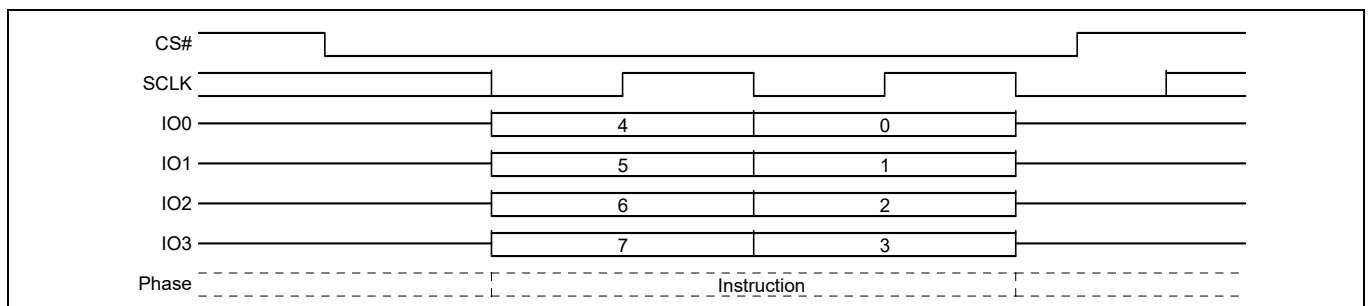 CS#
SCLK
IO0 4 0
IO1 5 1
IO2 6 2
IO3 7 3
Phase Instruction